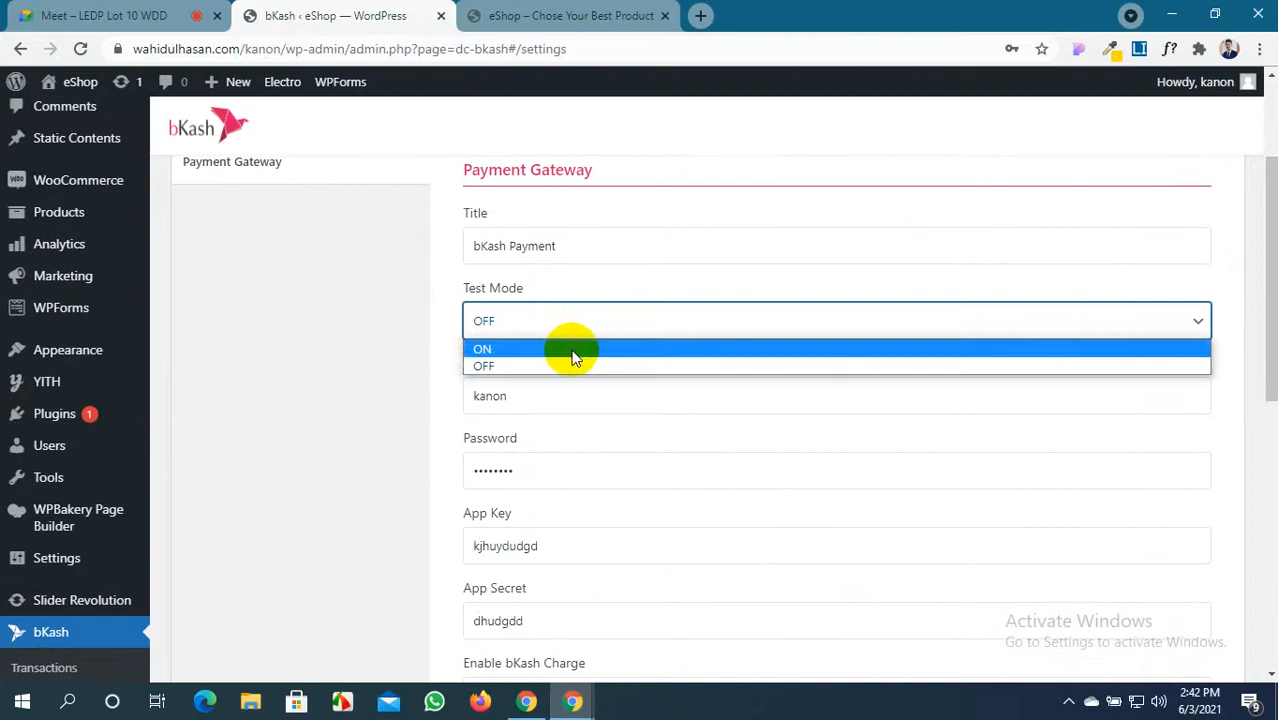 Meet – LEDP Lot 10 WDD
bKash ‹ eShop — WordPress
eShop – Chose Your Best Product
wahidulhasan.com/kanon/wp-admin/admin.php?page=dc-bkash#/settings
eShop
1
0
New
Electro
WPForms
Howdy, kanon
Comments
Static Contents
WooCommerce
Products
Analytics
Marketing
WPForms
Appearance
YITH
Plugins 1
Users
Tools
WPBakery Page
Builder
Settings
Slider Revolution
bKash
Transactions
bKash
Payment Gateway
Payment Gateway
Title
bKash Payment
Test Mode
OFF
ON
OFF
kanon
Password
••••••••
App Key
kjhuydudgd
App Secret
dhudgdd
Enable bKash Charge
Activate Windows
Go to Settings to activate Windows.
2:42 PM
6/3/2021
9